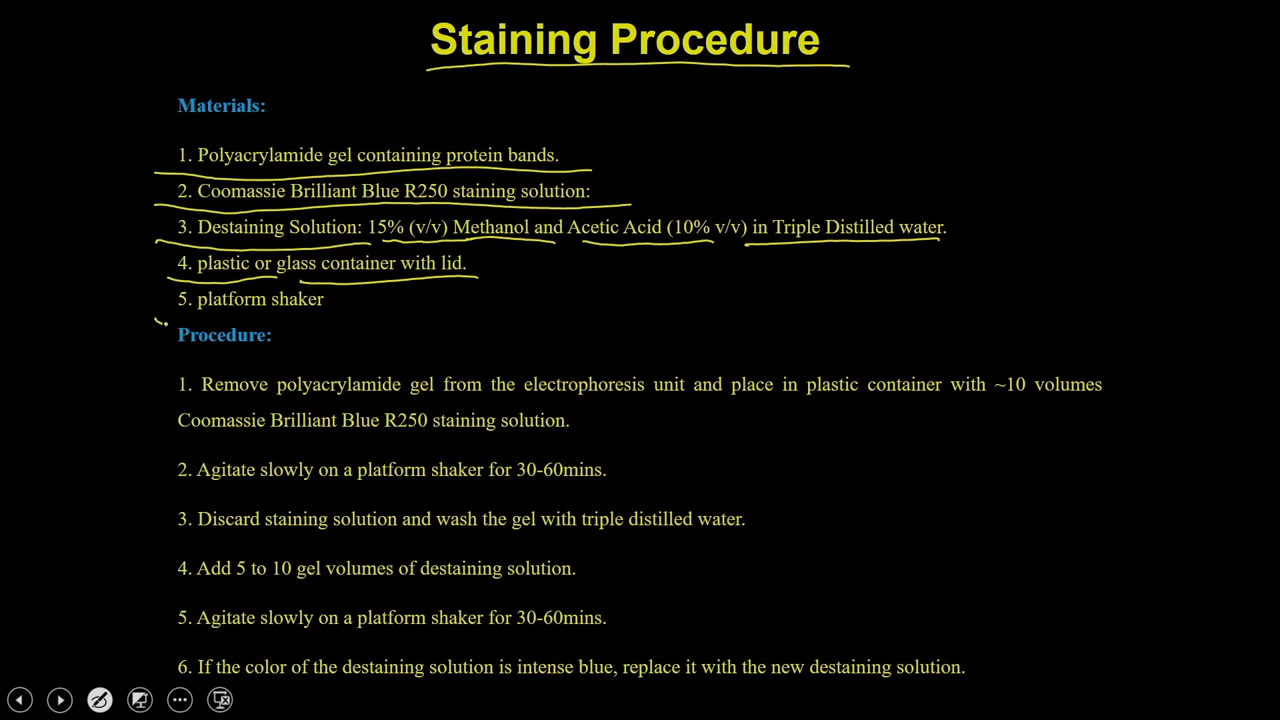 Staining Procedure
Materials:
1. Polyacrylamide gel containing protein bands.
2. Coomassie Brilliant Blue R250 staining solution:
3. Destaining Solution: 15% (v/v) Methanol and Acetic Acid (10% v/v) in Triple Distilled water.
4. plastic or glass container with lid.
5. platform shaker
Procedure:
1. Remove polyacrylamide gel from the electrophoresis unit and place in plastic container with ~10 volumes
Coomassie Brilliant Blue R250 staining solution.
2. Agitate slowly on a platform shaker for 30-60mins.
3. Discard staining solution and wash the gel with triple distilled water.
4. Add 5 to 10 gel volumes of destaining solution.
5. Agitate slowly on a platform shaker for 30-60mins.
6. If the color of the destaining solution is intense blue, replace it with the new destaining solution.